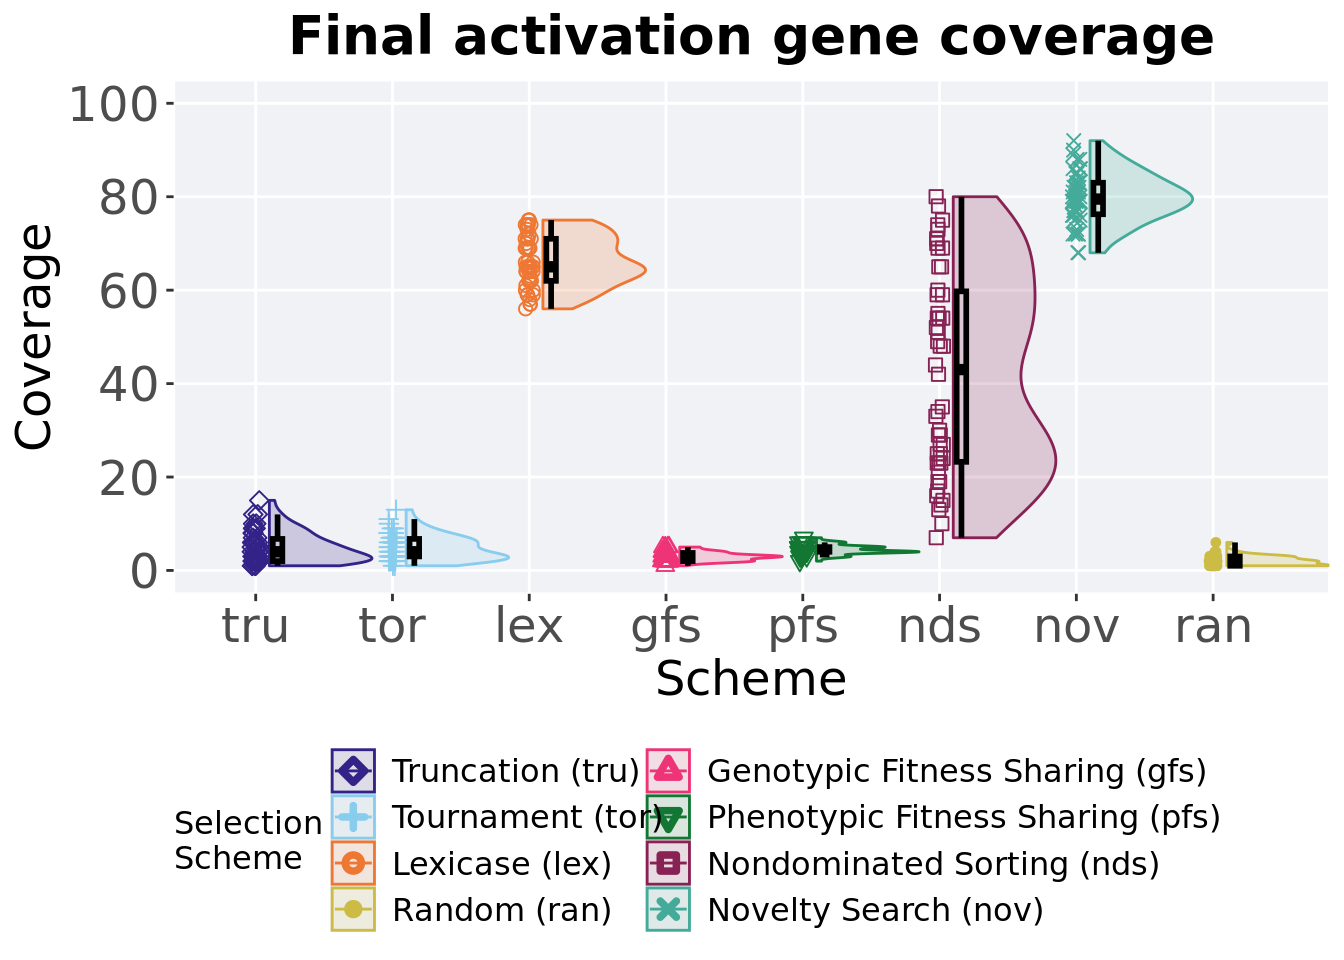 Final activation gene coverage
Coverage
100
80
60
40
20
0
tru tor lex gfs pfs nds nov ran
Scheme
Selection
Scheme
Truncation (tru)
Tournament (tor)
Lexicase (lex)
Random (ran)
Genotypic Fitness Sharing (gfs)
Phenotypic Fitness Sharing (pfs)
Nondominated Sorting (nds)
Novelty Search (nov)